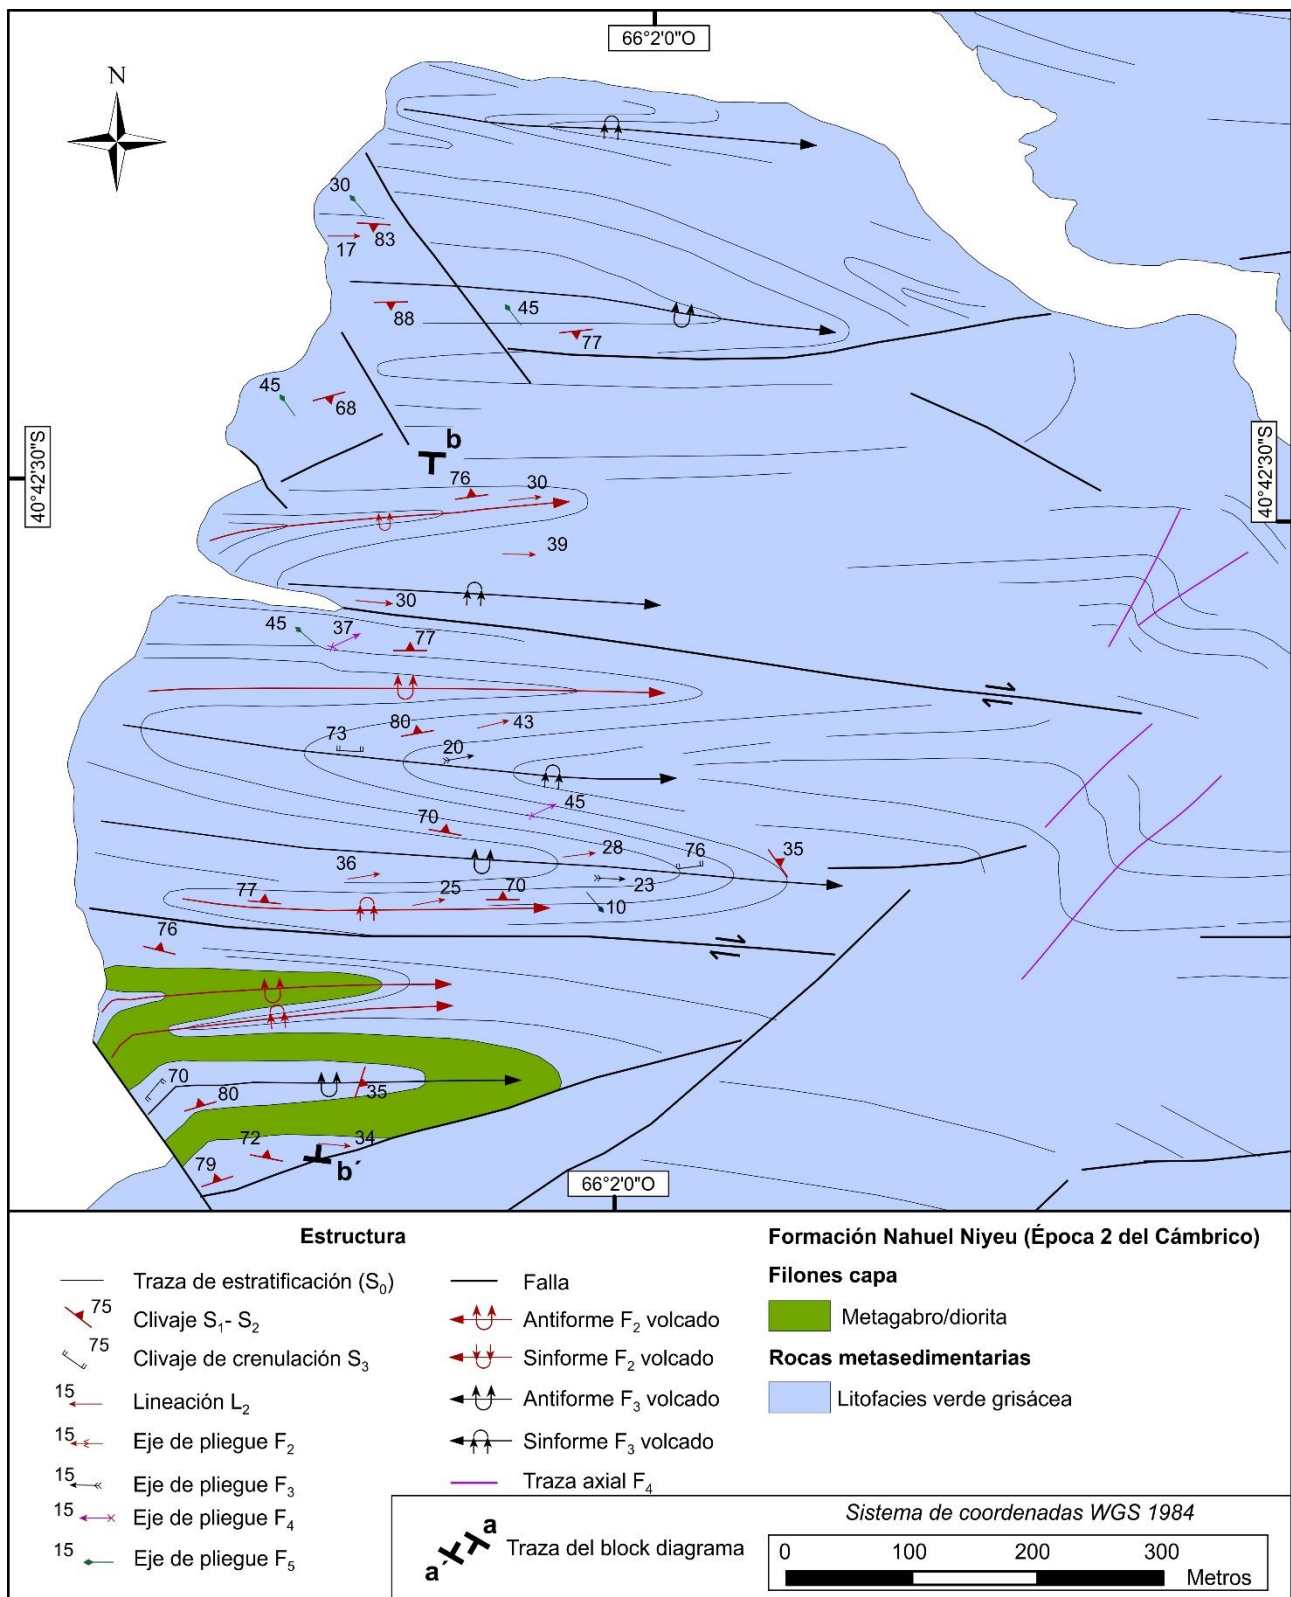 66°2'0"O
N
30
83
17
88
45
77
45
68
b
40°42'30"S
40°42'30"S
76
30
39
30
45
37
77
80
43
73
20
45
70
28
76
35
36
23
77
25
70
10
76
70
80
35
72
34
79
b´
66°2'0"O
Estructura
Traza de estratificación (S0)
75
Clivaje S1- S2
75
Clivaje de crenulación S3
15
Lineación L2
15
Eje de pliegue F2
15
Eje de pliegue F3
15
Eje de pliegue F4
15
Eje de pliegue F5
Falla
Antiforme F2 volcado
Sinforme F2 volcado
Antiforme F3 volcado
Sinforme F3 volcado
Traza axial F4
Formación Nahuel Niyeu (Época 2 del Cámbrico)
Filones capa
Metagabro/diorita
Rocas metasedimentarias
Litofacies verde grisácea
a
a´
Traza del block diagrama
Sistema de coordenadas WGS 1984
0 100 200 300
Metros